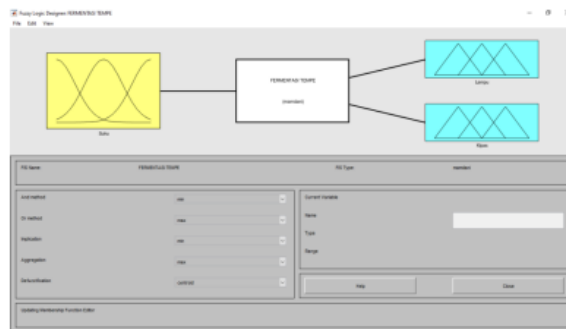 Fuzzy Logic Designer: FERMENTASI TEMPE
File Edit View
FERMENTASI TEMPE
(mamdani)
Suhu
Lampu
Kipas
FIS Name: FERMENTASI TEMPE FIS Type: mamdani
And method min
Or method max
Implication min
Aggregation max
Defuzzification centroid
Current Variable
Name
Type
Range
Help Close
Updating Membership Function Editor